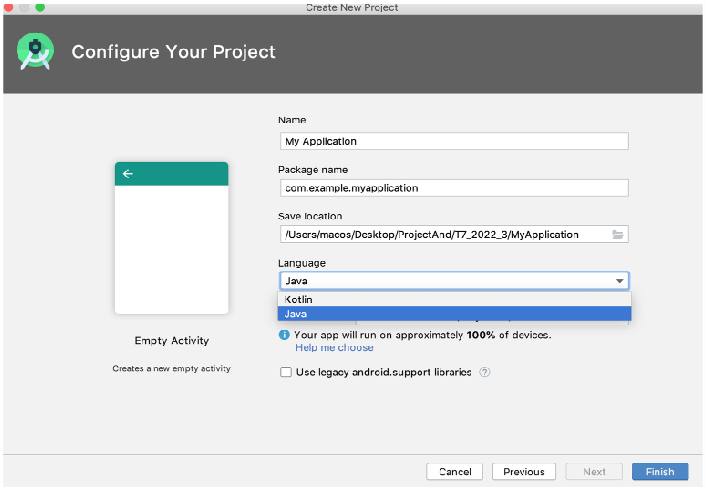 Create New Project
Configure Your Project
Name
My Application
Package name
com.example.myapplication
Save location
/Users/macos/Desktop/ProjectAnd/T7_2022_3/MyApplication
Language
Java
Kotlin
Java
Your app will run on approximately 100% of devices.
Help me choose
Use legacy android.support libraries ?
Empty Activity
Creates a new empty activity
Cancel
Previous
Next
Finish